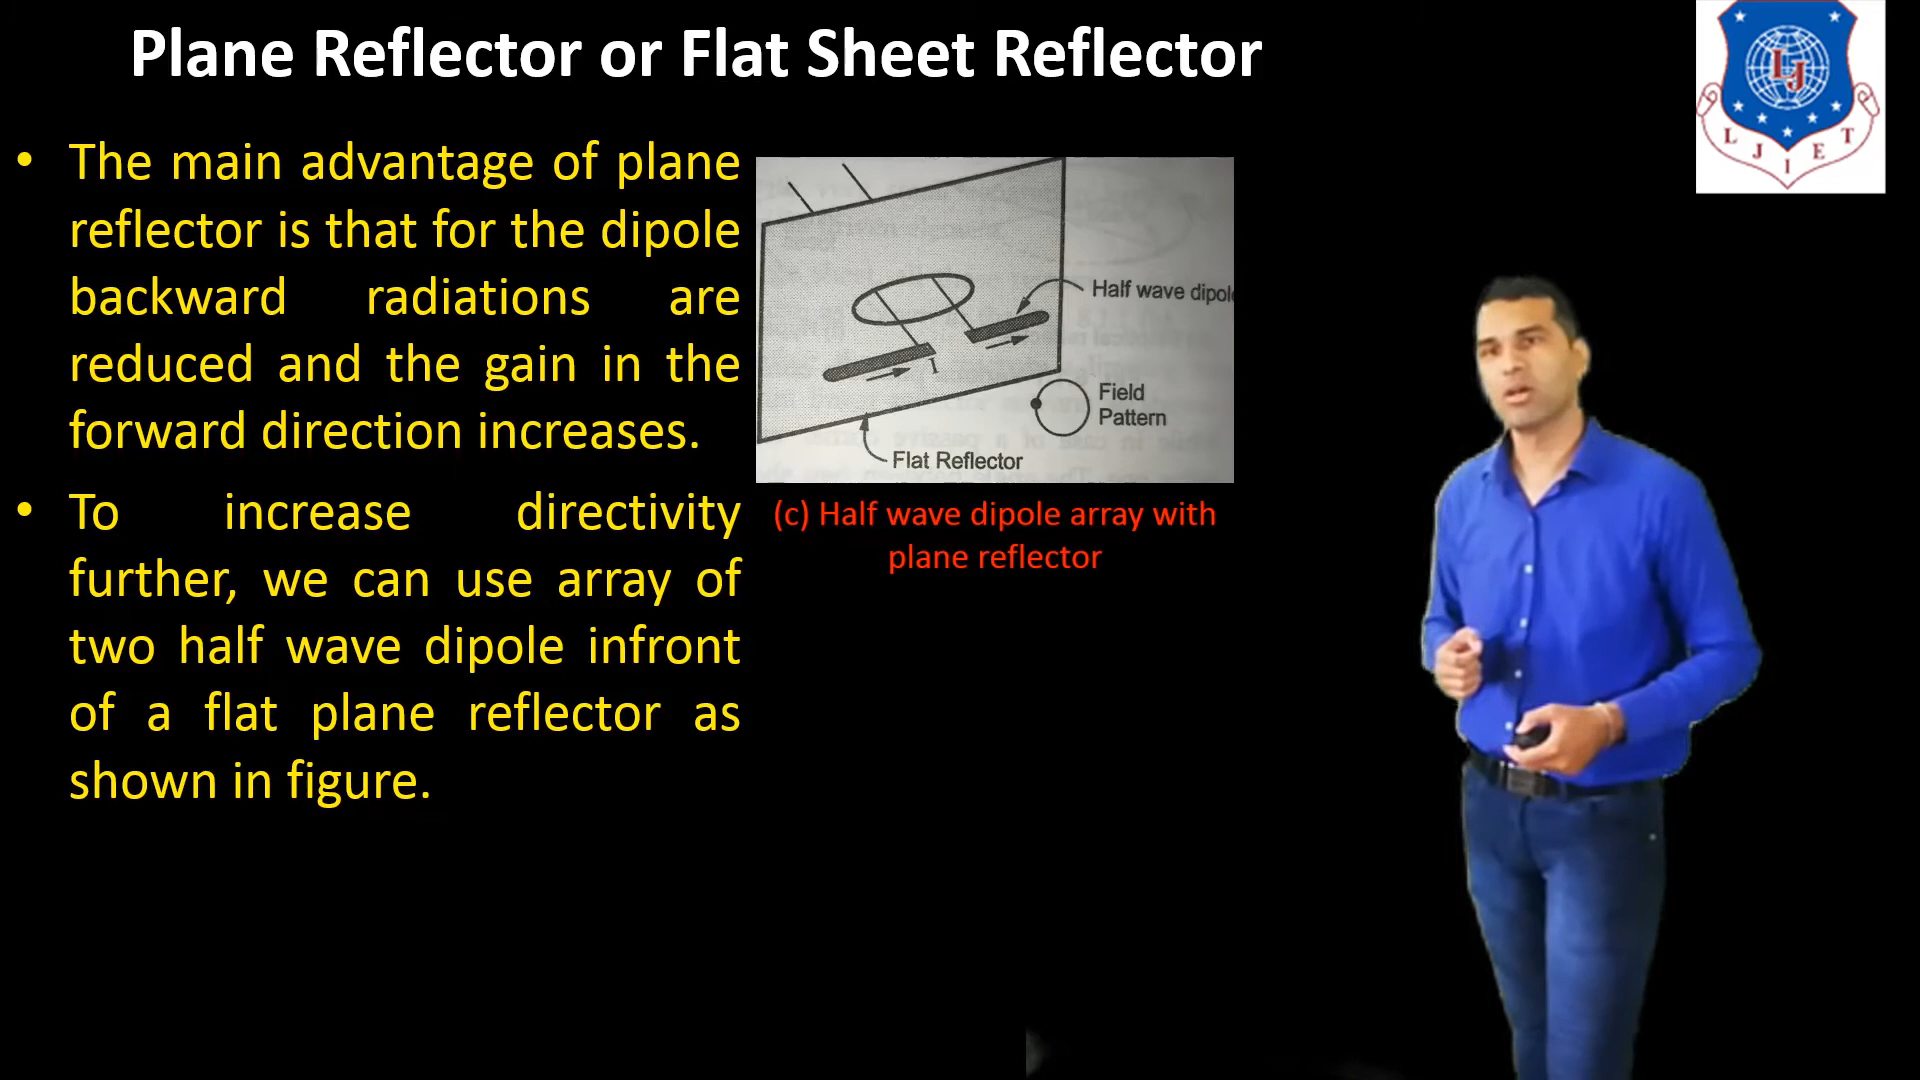 Plane Reflector or Flat Sheet Reflector
• The main advantage of plane
reflector is that for the dipole
backward radiations are
reduced and the gain in the
forward direction increases.
• To increase directivity
further, we can use array of
two half wave dipole infront
of a flat plane reflector as
shown in figure.
Half wave dipole
Field
Pattern
Flat Reflector
(c) Half wave dipole array with
plane reflector
LJ
L J I E T